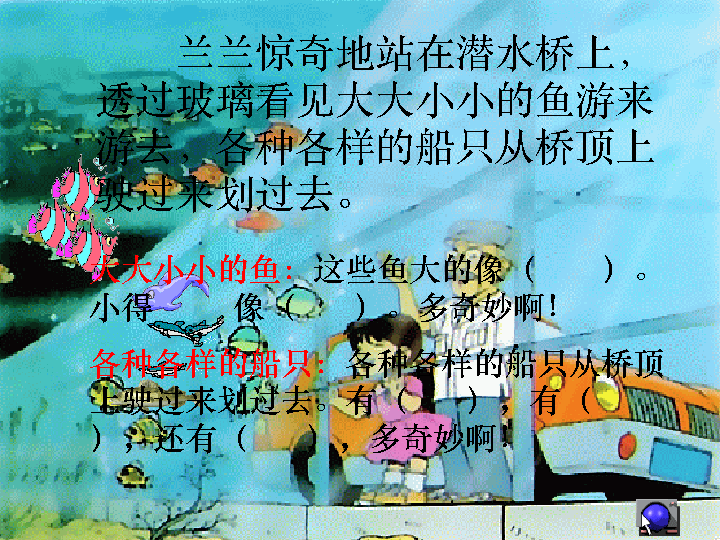 兰兰惊奇地站在潜水桥上，
透过玻璃看见大大小小的鱼游来
游去，各种各样的船只从桥顶上
驶过来划过去。
大大小小的鱼：这些鱼大的像（　　）。
小得　　像（　　）。多奇妙啊！
各种各样的船只：各种各样的船只从桥顶
上驶过来划过去。有（　　），有（
），还有（　　），多奇妙啊！